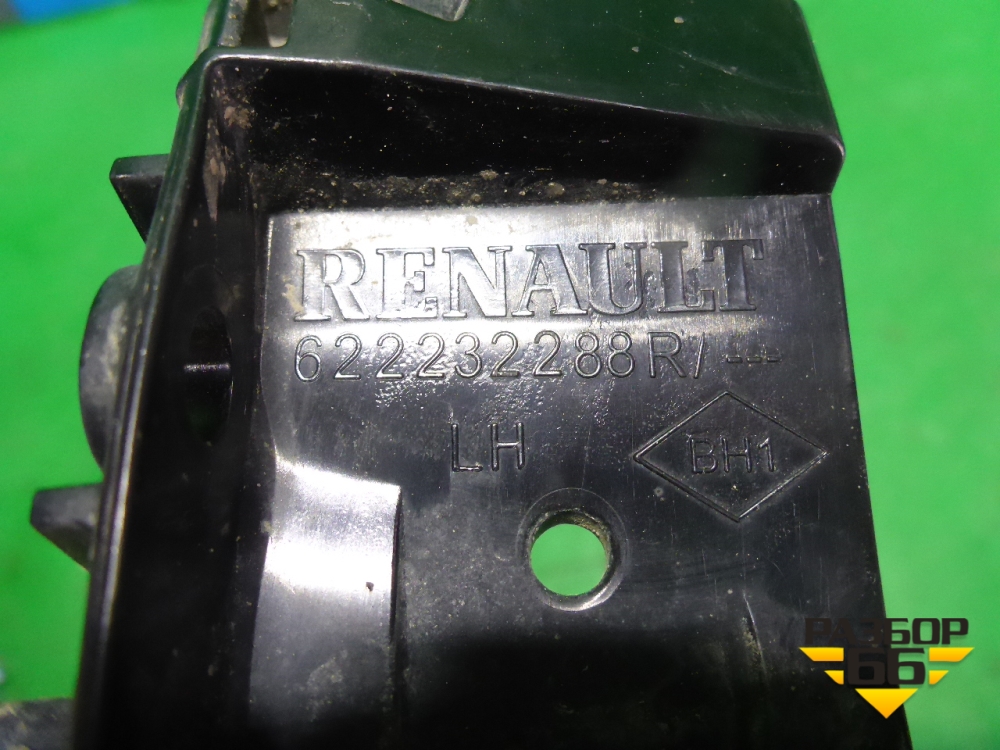 RENAULT
622232288R/---
LH
BH1
РАЗБОР
66